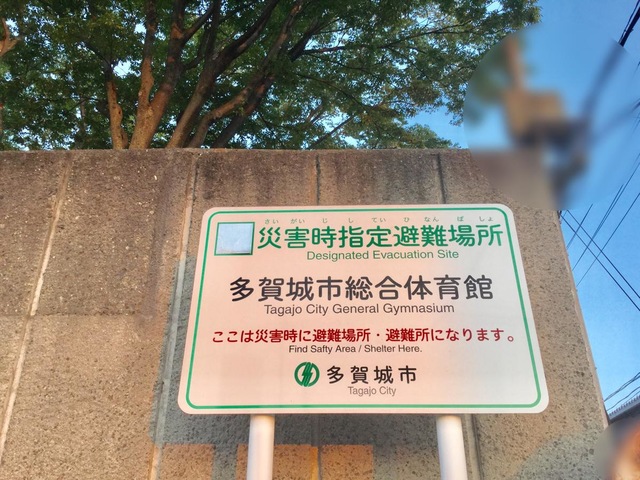 さいがいじしていひなんばしょ
災害時指定避難場所
Designated Evacuation Site
多賀城市総合体育館
Tagajo City General Gymnasium
ここは災害時に避難場所・避難所になります。
Find Safty Area / Shelter Here.
多賀城市
Tagajo City